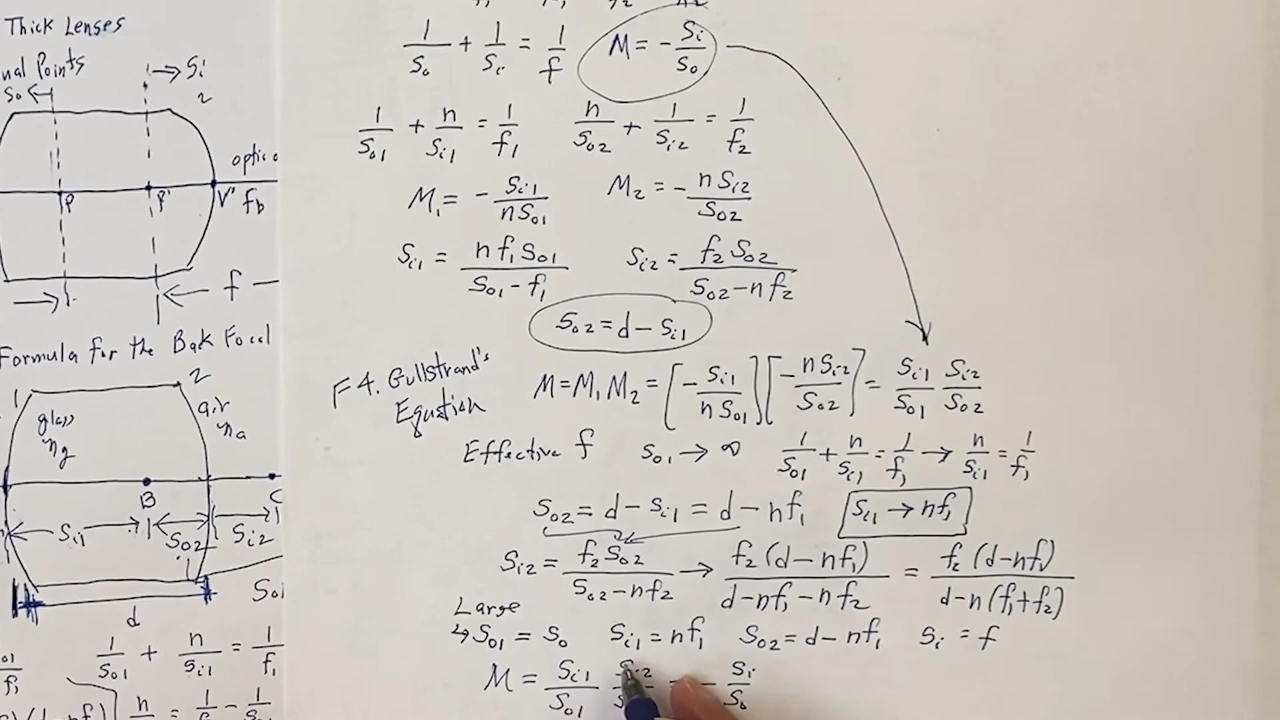 Thick Lenses
nal Points
So ← → Si
2
P P' V' optic
fb
f
Formula for the Back Focal
1 2
glass air
ng na
B C
Si1 So2 Si2
d
1/So1 + n/Si1 = 1/f1
1/So + 1/Si = 1/f M = - Si/So
1/So1 + n/Si1 = 1/f1 n/So2 + 1/Si2 = 1/f2
M1 = - Si1/nSo1 M2 = - nSi2/So2
Si1 = nf1So1/So1-f1 Si2 = f2So2/So2-nf2
So2 = d - Si1
F4. Gullstrand's
Equation
M = M1M2 = [- Si1/nSo1][- nSi2/So2] = Si1/So1 Si2/So2
Effective f So1 → ∞ 1/So1 + n/Si1 = 1/f1 → n/Si1 = 1/f1
So2 = d - Si1 = d - nf1 Si1 → nf1
Si2 = f2So2/So2-nf2 → f2(d-nf1)/d-nf1-nf2 = f2(d-nf1)/d-n(f1+f2)
Large
↳ So1 = So Si1 = nf1 So2 = d - nf1 Si = f
M = Si1/So1 - Si/So